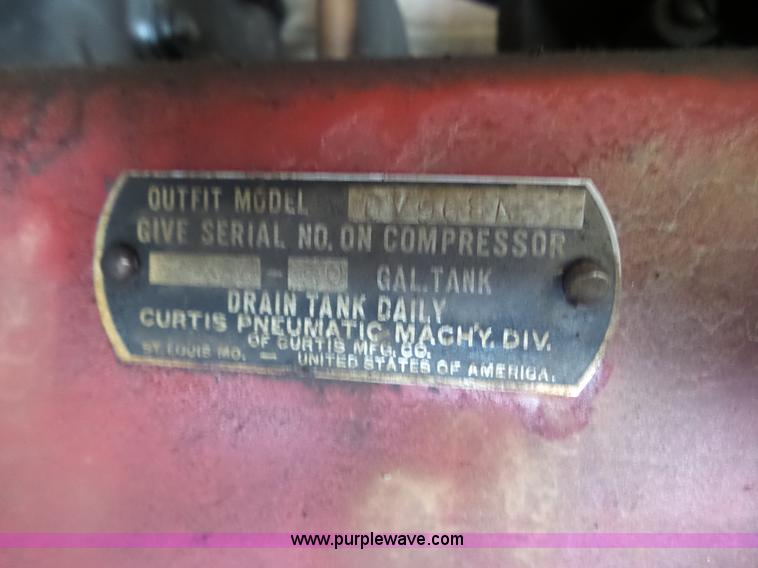 OUTFIT MODEL
GIVE SERIAL NO. ON COMPRESSOR
- GAL. TANK
DRAIN TANK DAILY
CURTIS PNEUMATIC MACH'Y. DIV.
OF CURTIS MFG. CO.
ST. LOUIS MO. - UNITED STATES OF AMERICA.
www.purplewave.com